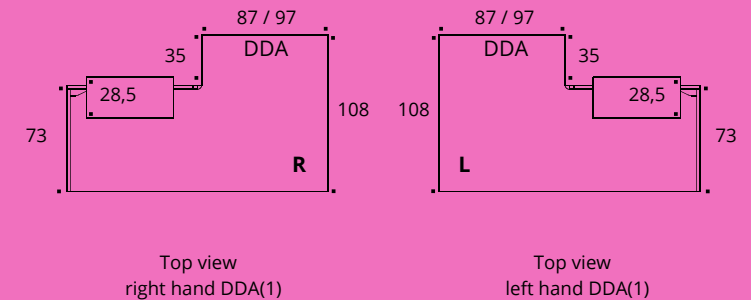 87 / 97
DDA
35
28,5
108
73
R
87 / 97
DDA
35
28,5
108
73
L
Top view
right hand DDA(1)
Top view
left hand DDA(1)